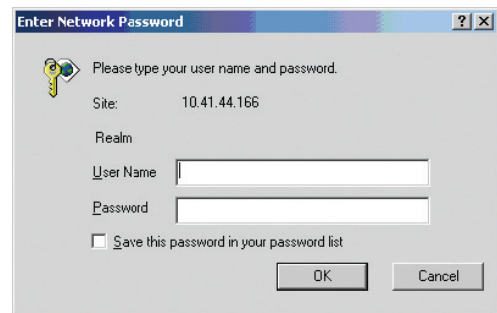 Enter Network Password
Please type your user name and password.
Site: 10.41.44.166
Realm
User Name
Password
Save this password in your password list
OK Cancel